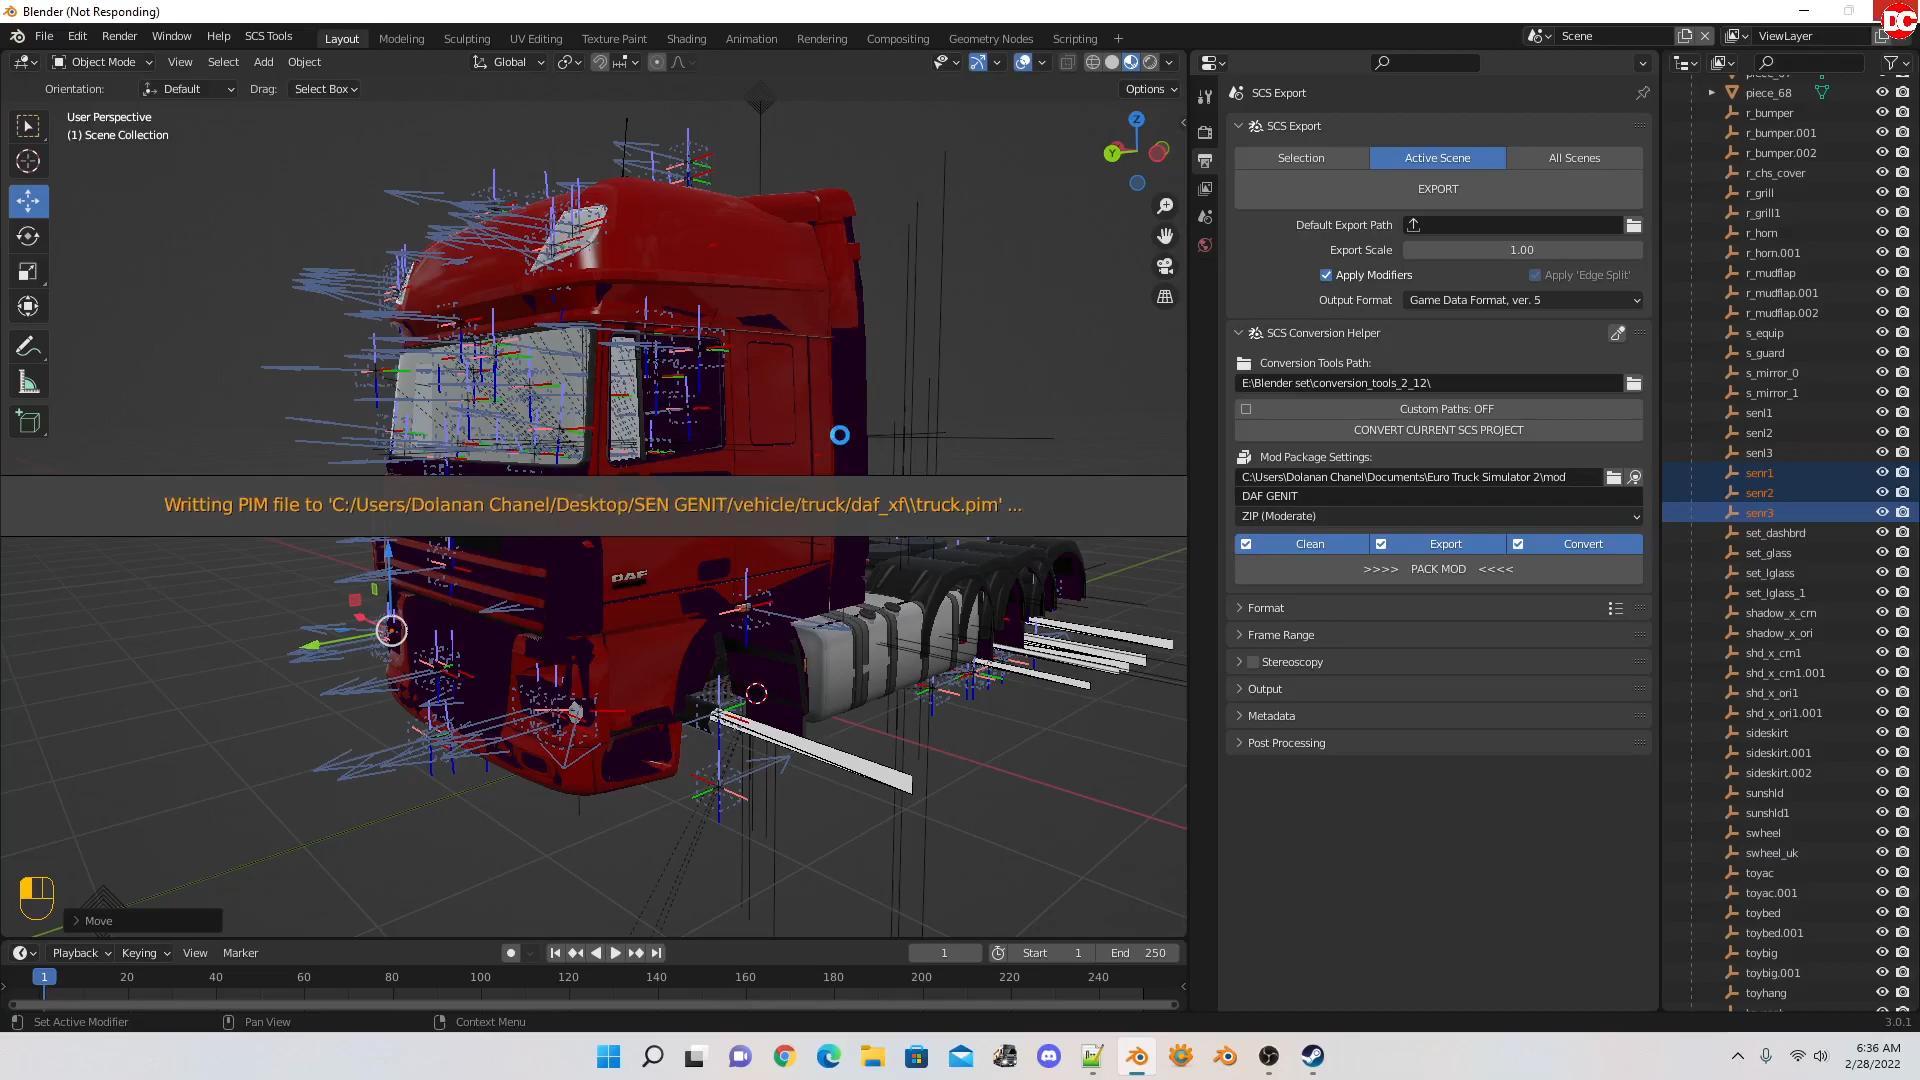 Blender (Not Responding)
File Edit Render Window Help SCS Tools
Layout Modeling Sculpting UV Editing Texture Paint Shading Animation Rendering Compositing Geometry Nodes Scripting +
Scene
ViewLayer
DC
Object Mode View Select Add Object
Global
Orientation: Default Drag: Select Box
Options
User Perspective
(1) Scene Collection
Z
Y
Writting PIM file to 'C:/Users/Dolanan Chanel/Desktop/SEN GENIT/vehicle/truck/daf_xf\\truck.pim' ...
DAF
Move
SCS Export
SCS Export
Selection Active Scene All Scenes
EXPORT
Default Export Path
Export Scale 1.00
Apply Modifiers Apply 'Edge Split'
Output Format Game Data Format, ver. 5
SCS Conversion Helper
Conversion Tools Path:
E:\Blender set\conversion_tools_2_12\
Custom Paths: OFF
CONVERT CURRENT SCS PROJECT
Mod Package Settings:
C:\Users\Dolanan Chanel\Documents\Euro Truck Simulator 2\mod
DAF GENIT
ZIP (Moderate)
Clean Export Convert
>>>> PACK MOD <<<<
Format
Frame Range
Stereoscopy
Output
Metadata
Post Processing
piece_68
r_bumper
r_bumper.001
r_bumper.002
r_chs_cover
r_grill
r_grill1
r_horn
r_horn.001
r_mudflap
r_mudflap.001
r_mudflap.002
s_equip
s_guard
s_mirror_0
s_mirror_1
senl1
senl2
senl3
senr1
senr2
senr3
set_dashbrd
set_glass
set_lglass
set_lglass_1
shadow_x_crn
shadow_x_ori
shd_x_crn1
shd_x_crn1.001
shd_x_ori1
shd_x_ori1.001
sideskirt
sideskirt.001
sideskirt.002
sunshld
sunshld1
swheel
swheel_uk
toyac
toyac.001
toybed
toybed.001
toybig
toybig.001
toyhang
Playback Keying View Marker
1 Start 1 End 250
1 20 40 60 80 100 120 140 160 180 200 220 240
Set Active Modifier Pan View Context Menu
3.0.1
6:36 AM
2/28/2022